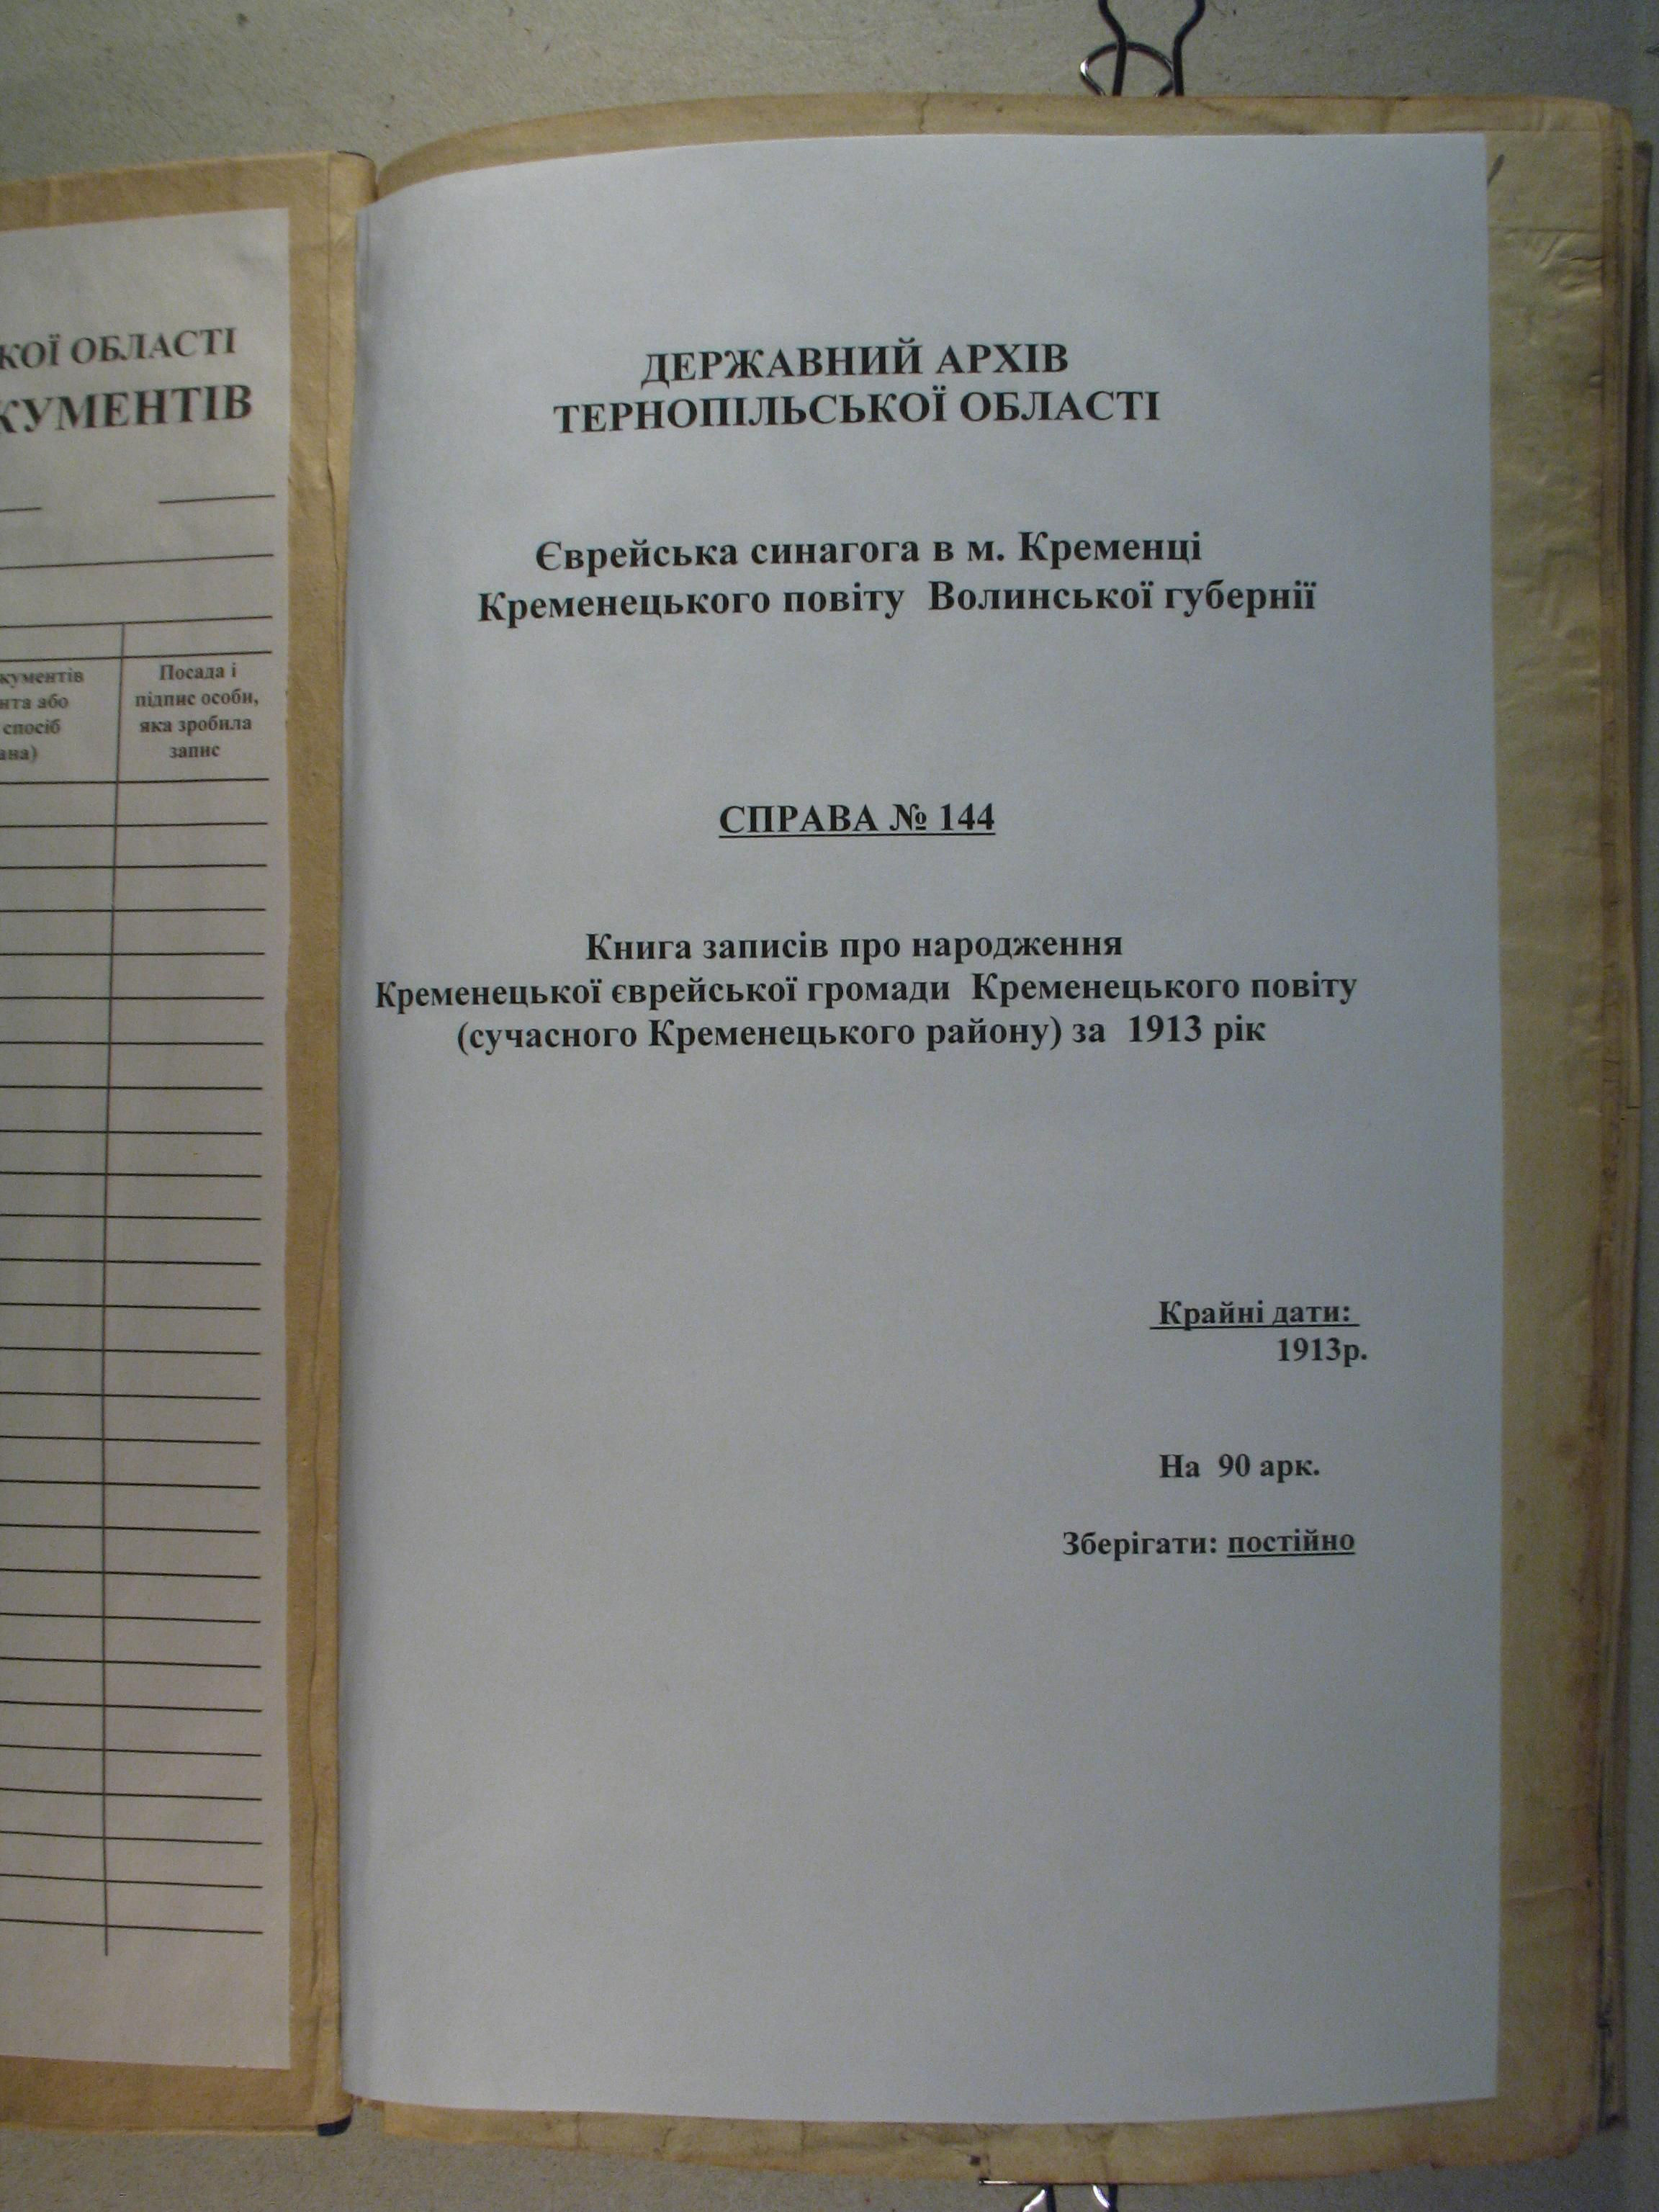 КОЇ ОБЛАСТІ
КУМЕНТІВ
кументів
нта або
спосіб
ана)
Посада і
підпис особи,
яка зробила
запис
ДЕРЖАВНИЙ АРХІВ
ТЕРНОПІЛЬСЬКОЇ ОБЛАСТІ
Єврейська синагога в м. Кременці
Кременецького повіту Волинської губернії
СПРАВА № 144
Книга записів про народження
Кременецької єврейської громади Кременецького повіту
(сучасного Кременецького району) за 1913 рік
Крайні дати:
1913р.
На 90 арк.
Зберігати: постійно